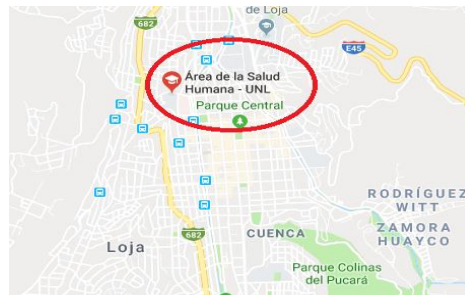 de Loja
682
E45
Área de la Salud
Humana - UNL
Parque Central
RODRÍGUEZ
WITT
ZAMORA
HUAYCO
682
CUENCA
Loja
Parque Colinas
del Pucará